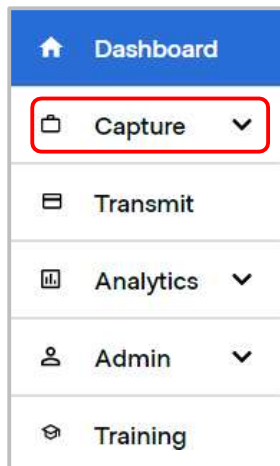 Dashboard
Capture
Transmit
Analytics
Admin
Training